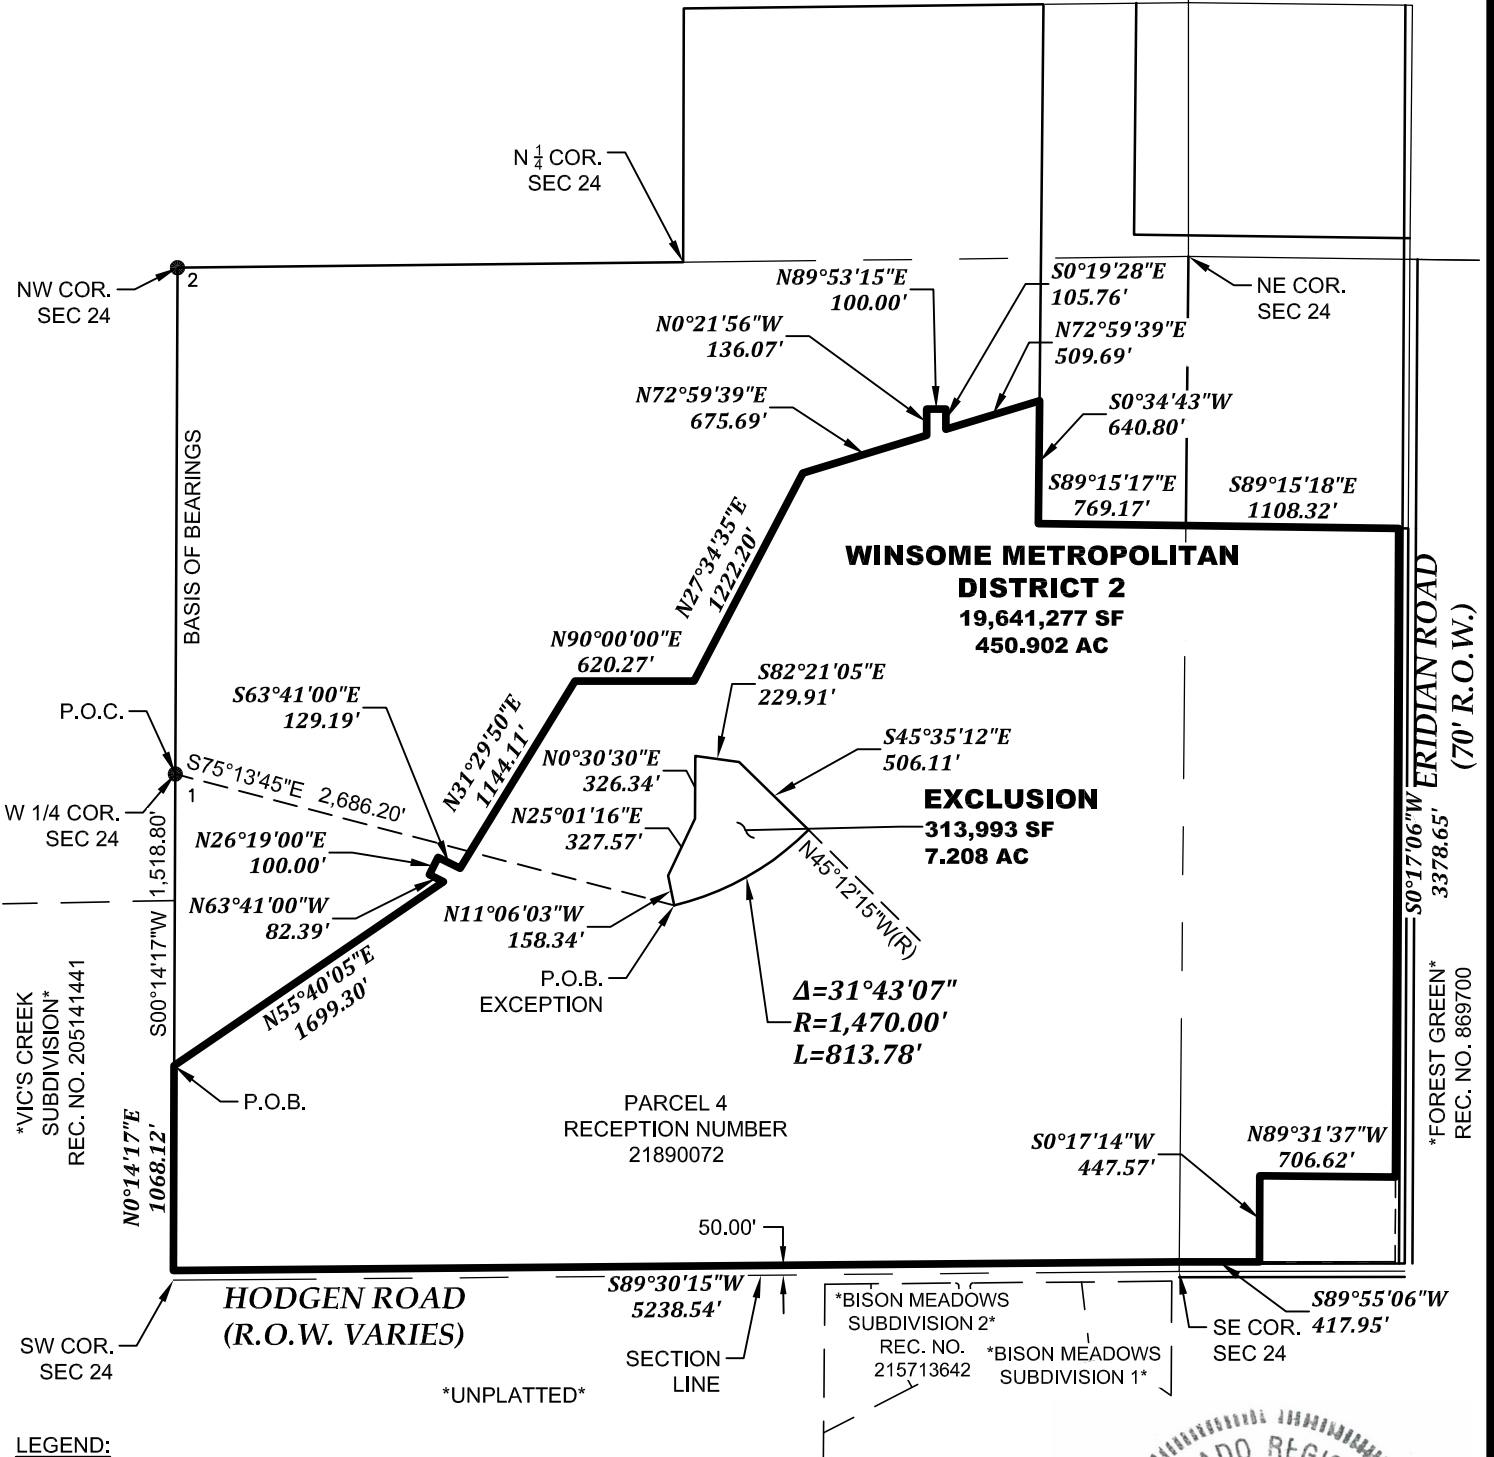 N 1/4 COR.
SEC 24
NW COR.
SEC 24
2
N89°53'15"E
100.00'
S0°19'28"E
105.76'
NE COR.
SEC 24
N0°21'56"W
136.07'
N72°59'39"E
509.69'
N72°59'39"E
675.69'
S0°34'43"W
640.80'
S89°15'17"E
769.17'
S89°15'18"E
1108.32'
BASIS OF BEARINGS
N27°34'35"E
1222.20'
WINSOME METROPOLITAN
DISTRICT 2
19,641,277 SF
450.902 AC
ERIDIAN ROAD
(70' R.O.W.)
N90°00'00"E
620.27'
S63°41'00"E
129.19'
S82°21'05"E
229.91'
P.O.C.
N31°29'50"E
1144.11'
S45°35'12"E
506.11'
N0°30'30"E
326.34'
S75°13'45"E 2,686.20'
1
W 1/4 COR.
SEC 24
EXCLUSION
313,993 SF
7.208 AC
N25°01'16"E
327.57'
N26°19'00"E
100.00'
N45°12'15"W(R)
S0°17'06"W
3378.65'
N63°41'00"W
82.39'
N11°06'03"W
158.34'
S00°14'17"W 1,518.80'
P.O.B.
EXCEPTION
N55°40'05"E
1699.30'
Δ=31°43'07"
R=1,470.00'
L=813.78'
*VIC'S CREEK
SUBDIVISION*
REC. NO. 205141441
*FOREST GREEN*
REC. NO. 869700
P.O.B.
PARCEL 4
RECEPTION NUMBER
21890072
N0°14'17"E
1068.12'
S0°17'14"W
447.57'
N89°31'37"W
706.62'
50.00'
HODGEN ROAD
(R.O.W. VARIES)
S89°30'15"W
5238.54'
*BISON MEADOWS
SUBDIVISION 2*
REC. NO.
215713642
*BISON MEADOWS
SUBDIVISION 1*
S89°55'06"W
417.95'
SE COR.
SEC 24
SW COR.
SEC 24
SECTION
LINE
*UNPLATTED*
LEGEND: